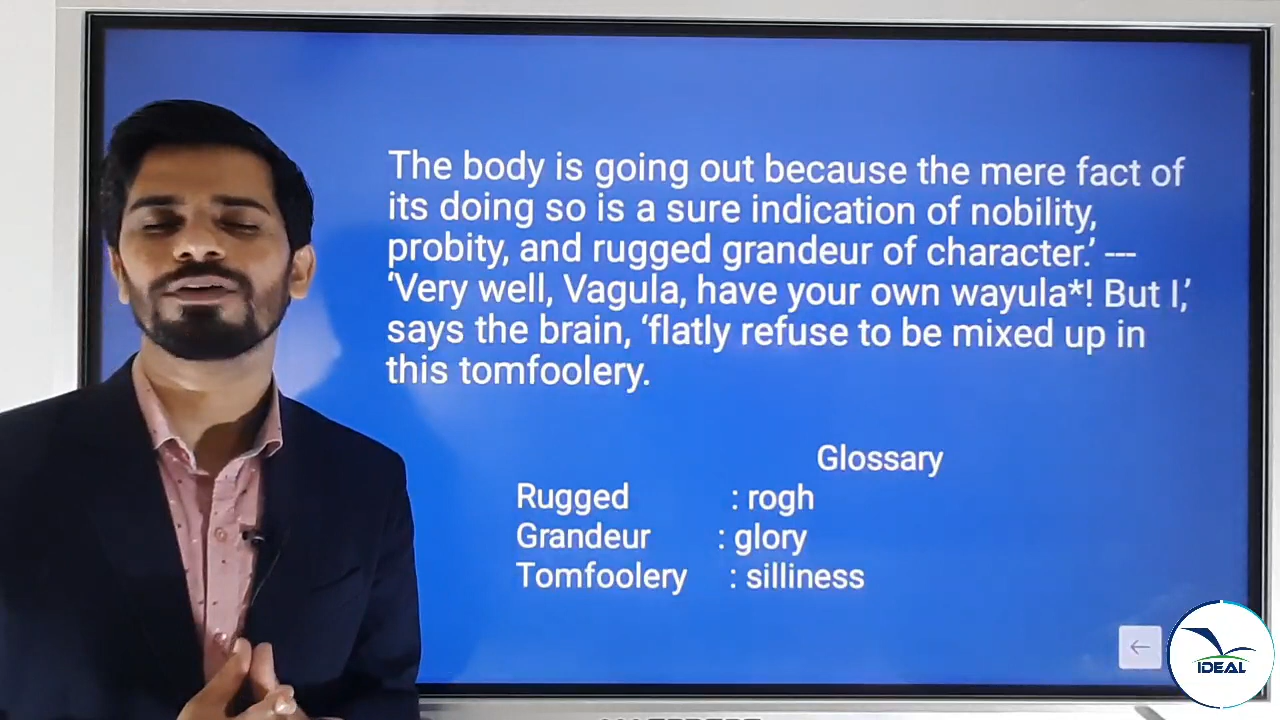 The body is going out because the mere fact of
its doing so is a sure indication of nobility,
probity, and rugged grandeur of character.’ ---
‘Very well, Vagula, have your own wayula*! But I,’
says the brain, ‘flatly refuse to be mixed up in
this tomfoolery.
Glossary
Rugged : rogh
Grandeur : glory
Tomfoolery : silliness
IDEAL